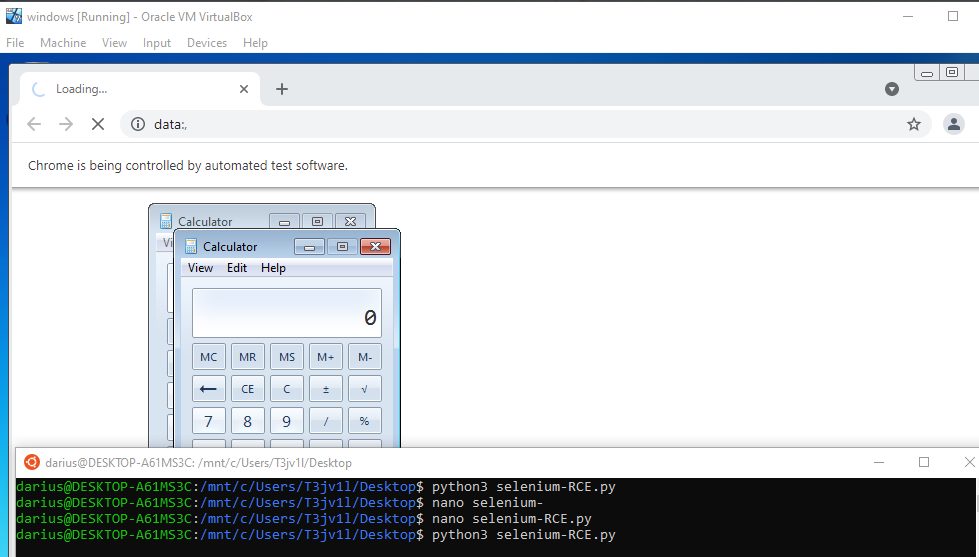 windows [Running] - Oracle VM VirtualBox
File Machine View Input Devices Help
Loading...
data:,
Chrome is being controlled by automated test software.
Calculator
Vi
Calculator
View Edit Help
0
MC MR MS M+ M-
← CE C ± √
7 8 9 / %
darius@DESKTOP-A61MS3C: /mnt/c/Users/T3jv1l/Desktop
darius@DESKTOP-A61MS3C:/mnt/c/Users/T3jv1l/Desktop$ python3 selenium-RCE.py
darius@DESKTOP-A61MS3C:/mnt/c/Users/T3jv1l/Desktop$ nano selenium-
darius@DESKTOP-A61MS3C:/mnt/c/Users/T3jv1l/Desktop$ nano selenium-RCE.py
darius@DESKTOP-A61MS3C:/mnt/c/Users/T3jv1l/Desktop$ python3 selenium-RCE.py